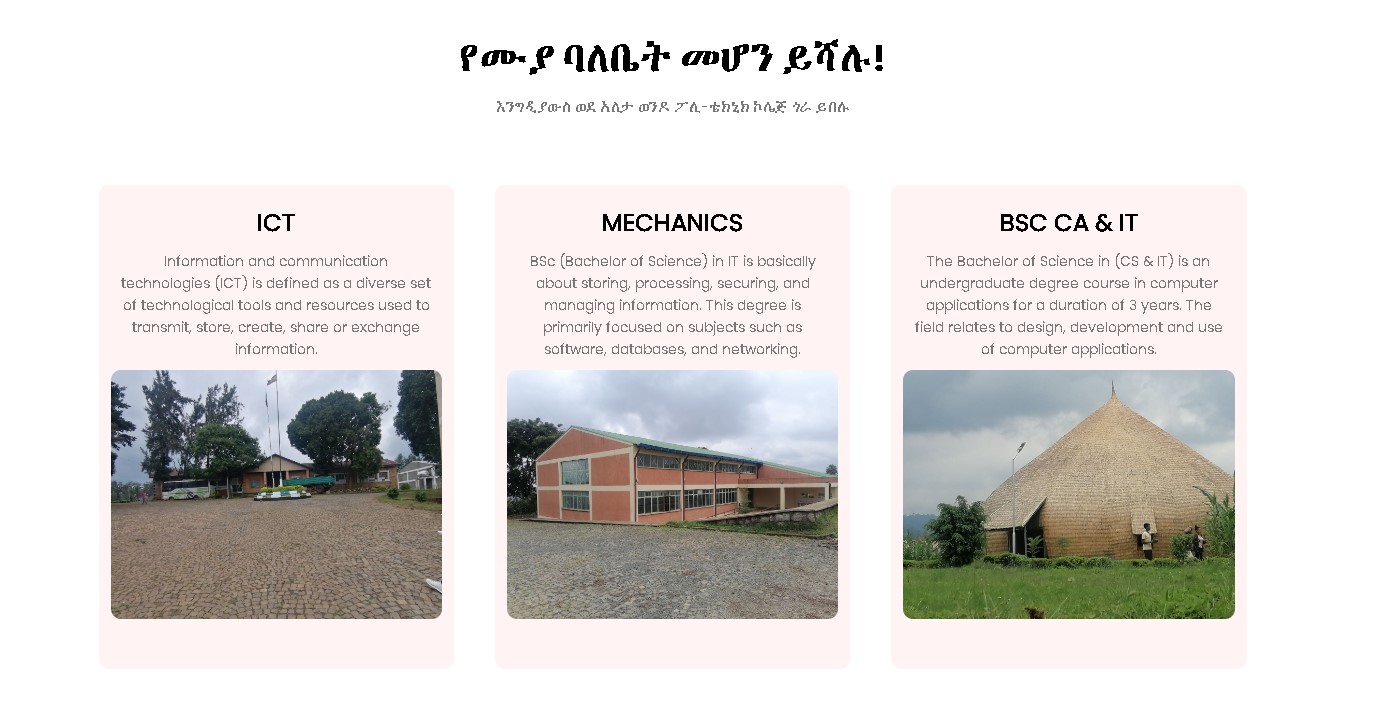 የሙያ ባለቤት መሆን ይሻሉ!
እንግዲያውስ ወደ አለታ ወንዶ ፖሊ-ቴክኒክ ኮሌጅ ጎራ ይበሉ
ICT
Information and communication
technologies (ICT) is defined as a diverse set
of technological tools and resources used to
transmit, store, create, share or exchange
information.
MECHANICS
BSc (Bachelor of Science) in IT is basically
about storing, processing, securing, and
managing information. This degree is
primarily focused on subjects such as
software, databases, and networking.
BSC CA & IT
The Bachelor of Science in (CS & IT) is an
undergraduate degree course in computer
applications for a duration of 3 years. The
field relates to design, development and use
of computer applications.